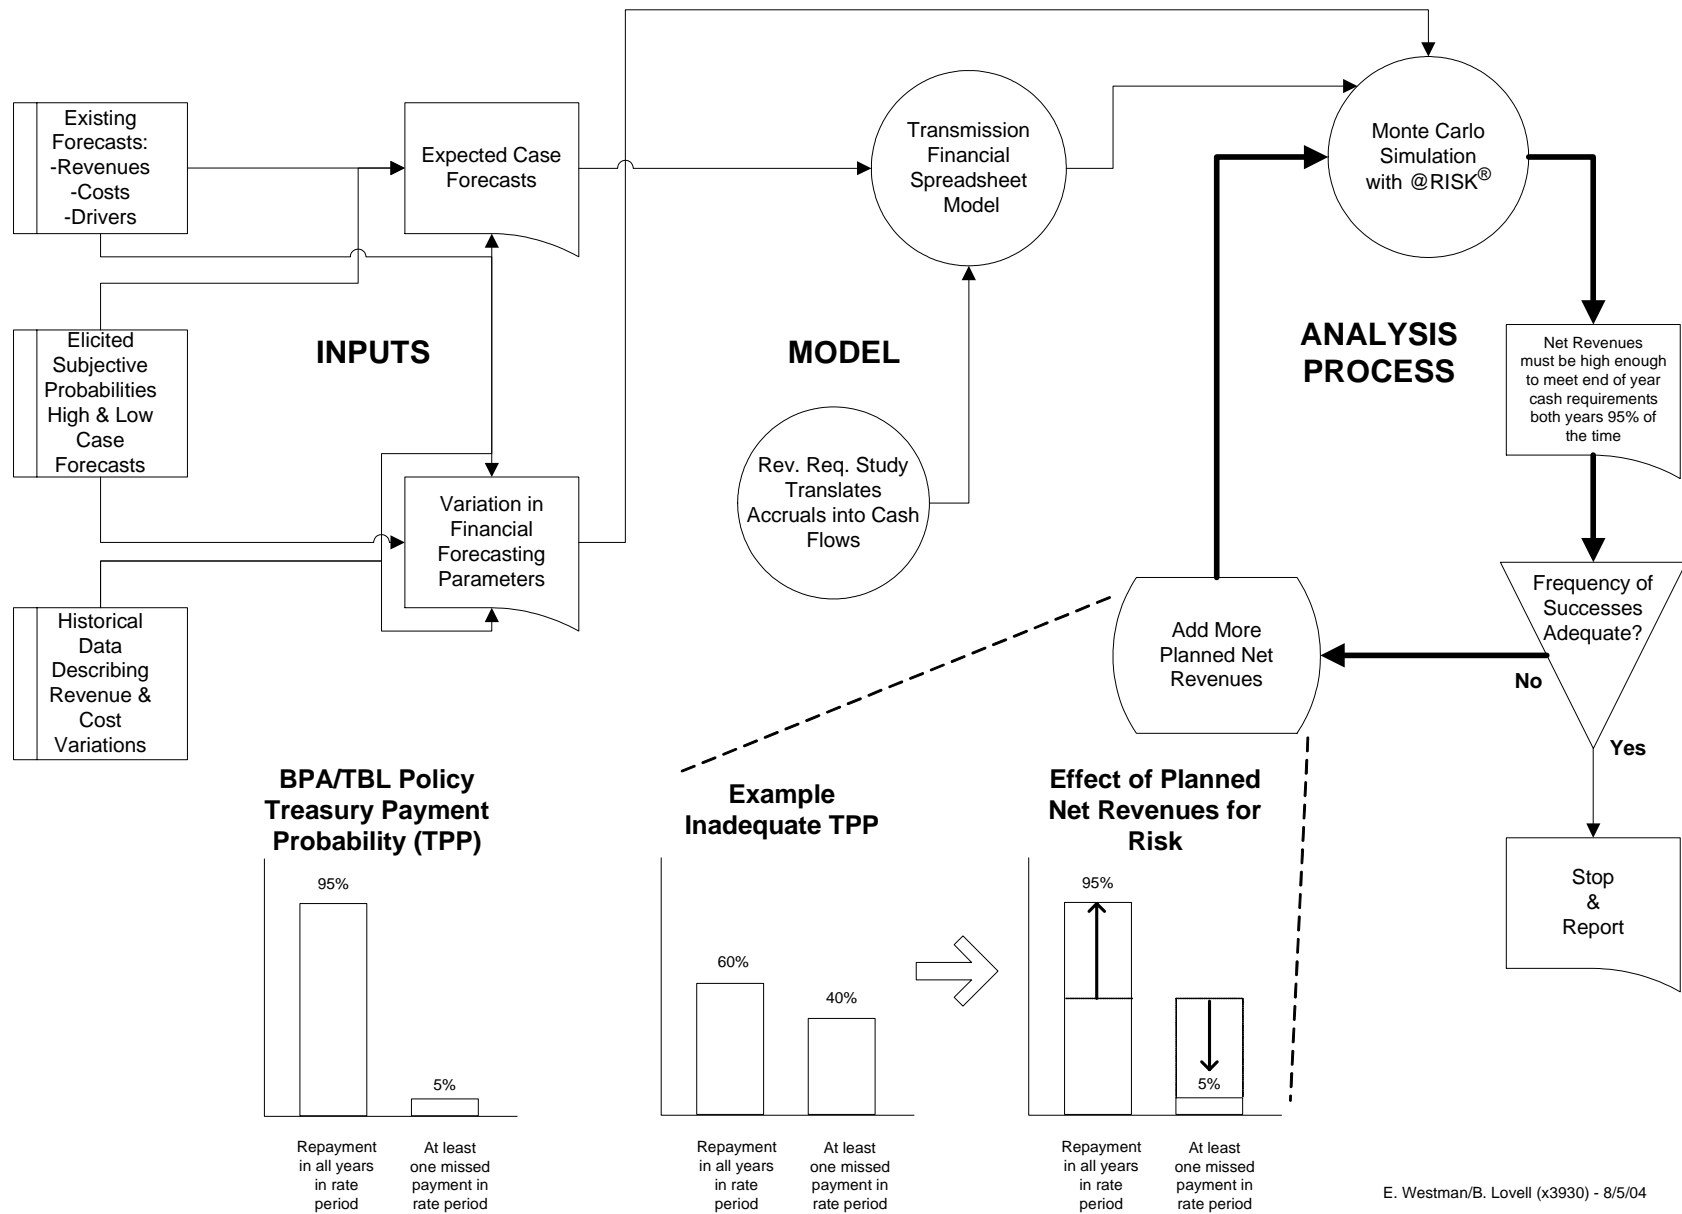 Existing
Forecasts:
-Revenues
-Costs
-Drivers
Expected Case
Forecasts
Transmission
Financial
Spreadsheet
Model
Monte Carlo
Simulation
with @RISK®
Elicited
Subjective
Probabilities
High & Low
Case
Forecasts
INPUTS
MODEL
ANALYSIS
PROCESS
Net Revenues
must be high enough
to meet end of year
cash requirements
both years 95% of
the time
Variation in
Financial
Forecasting
Parameters
Rev. Req. Study
Translates
Accruals into Cash
Flows
Historical
Data
Describing
Revenue &
Cost
Variations
Add More
Planned Net
Revenues
Frequency of
Successes
Adequate?
No
Yes
Stop
&
Report
BPA/TBL Policy
Treasury Payment
Probability (TPP)
95%
5%
Repayment
in all years
in rate
period
At least
one missed
payment in
rate period
Example
Inadequate TPP
60%
40%
Repayment
in all years
in rate
period
At least
one missed
payment in
rate period
Effect of Planned
Net Revenues for
Risk
95%
5%
Repayment
in all years
in rate
period
At least
one missed
payment in
rate period
E. Westman/B. Lovell (x3930) - 8/5/04